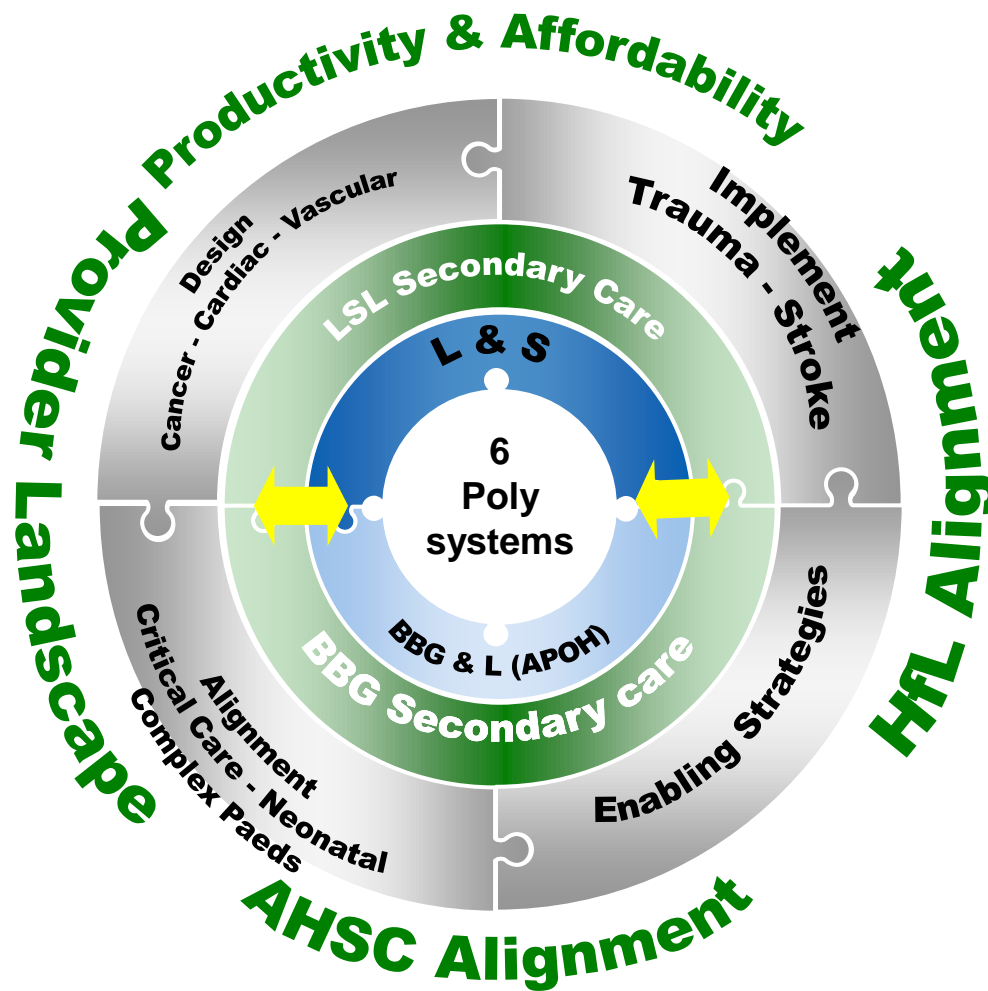 Productivity & Affordability
Provider Landscape
HfL Alignment
AHSC Alignment
Design
Cancer - Cardiac - Vascular
Implement
Trauma - Stroke
Alignment
Critical Care - Neonatal
Complex Paeds
Enabling Strategies
LSL Secondary Care
BBG Secondary care
L & S
6
Poly
systems
BBG & L (APOH)